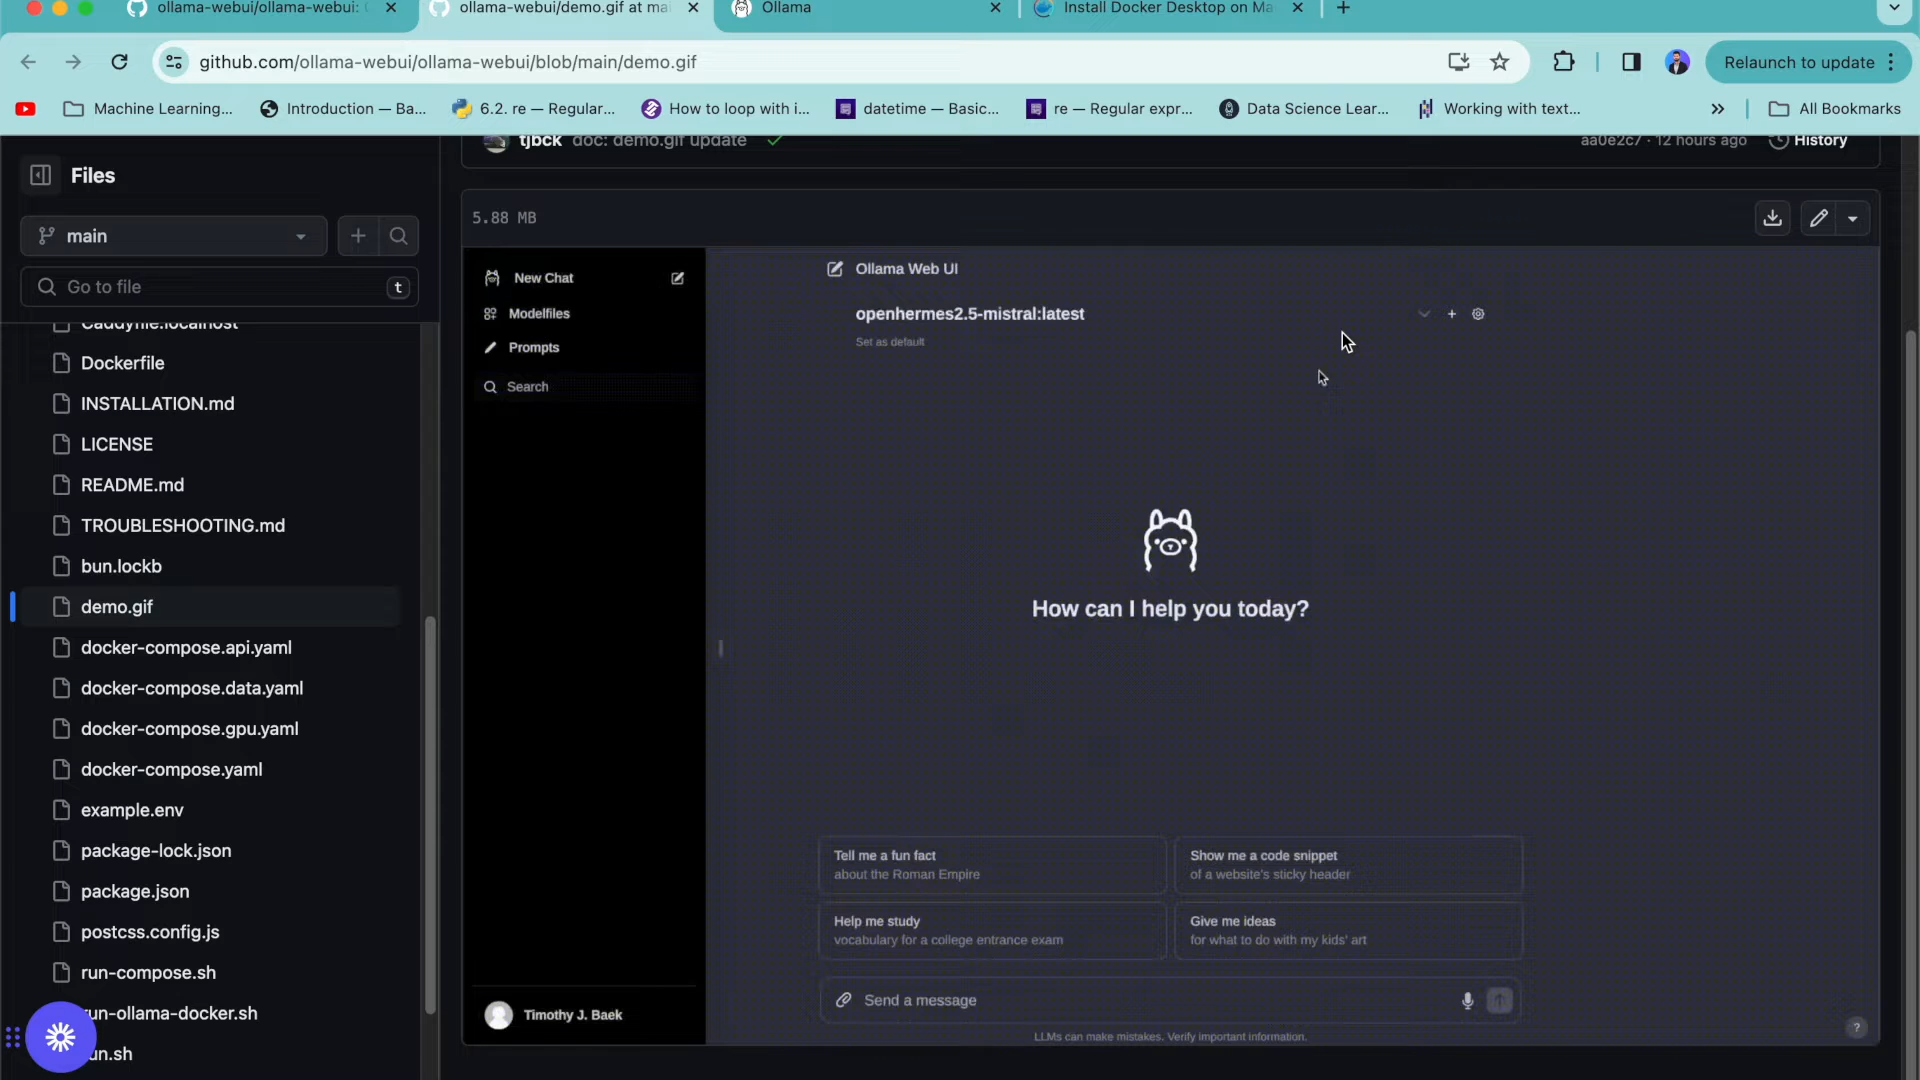 ollama-webui/ollama-webui:
ollama-webui/demo.gif at mai
Ollama
Install Docker Desktop on Ma
github.com/ollama-webui/ollama-webui/blob/main/demo.gif
Relaunch to update
Machine Learning...
Introduction — Ba...
6.2. re — Regular...
How to loop with i...
datetime — Basic...
re — Regular expr...
Data Science Lear...
Working with text...
All Bookmarks
Files
main
Go to file
t
Caddyfile.localhost
Dockerfile
INSTALLATION.md
LICENSE
README.md
TROUBLESHOOTING.md
bun.lockb
demo.gif
docker-compose.api.yaml
docker-compose.data.yaml
docker-compose.gpu.yaml
docker-compose.yaml
example.env
package-lock.json
package.json
postcss.config.js
run-compose.sh
run-ollama-docker.sh
run.sh
tjbck doc: demo.gif update
aa0e2c7 · 12 hours ago
History
5.88 MB
New Chat
Modelfiles
Prompts
Search
Timothy J. Baek
Ollama Web UI
openhermes2.5-mistral:latest
Set as default
How can I help you today?
Tell me a fun fact
about the Roman Empire
Show me a code snippet
of a website's sticky header
Help me study
vocabulary for a college entrance exam
Give me ideas
for what to do with my kids' art
Send a message
LLMs can make mistakes. Verify important information.
?